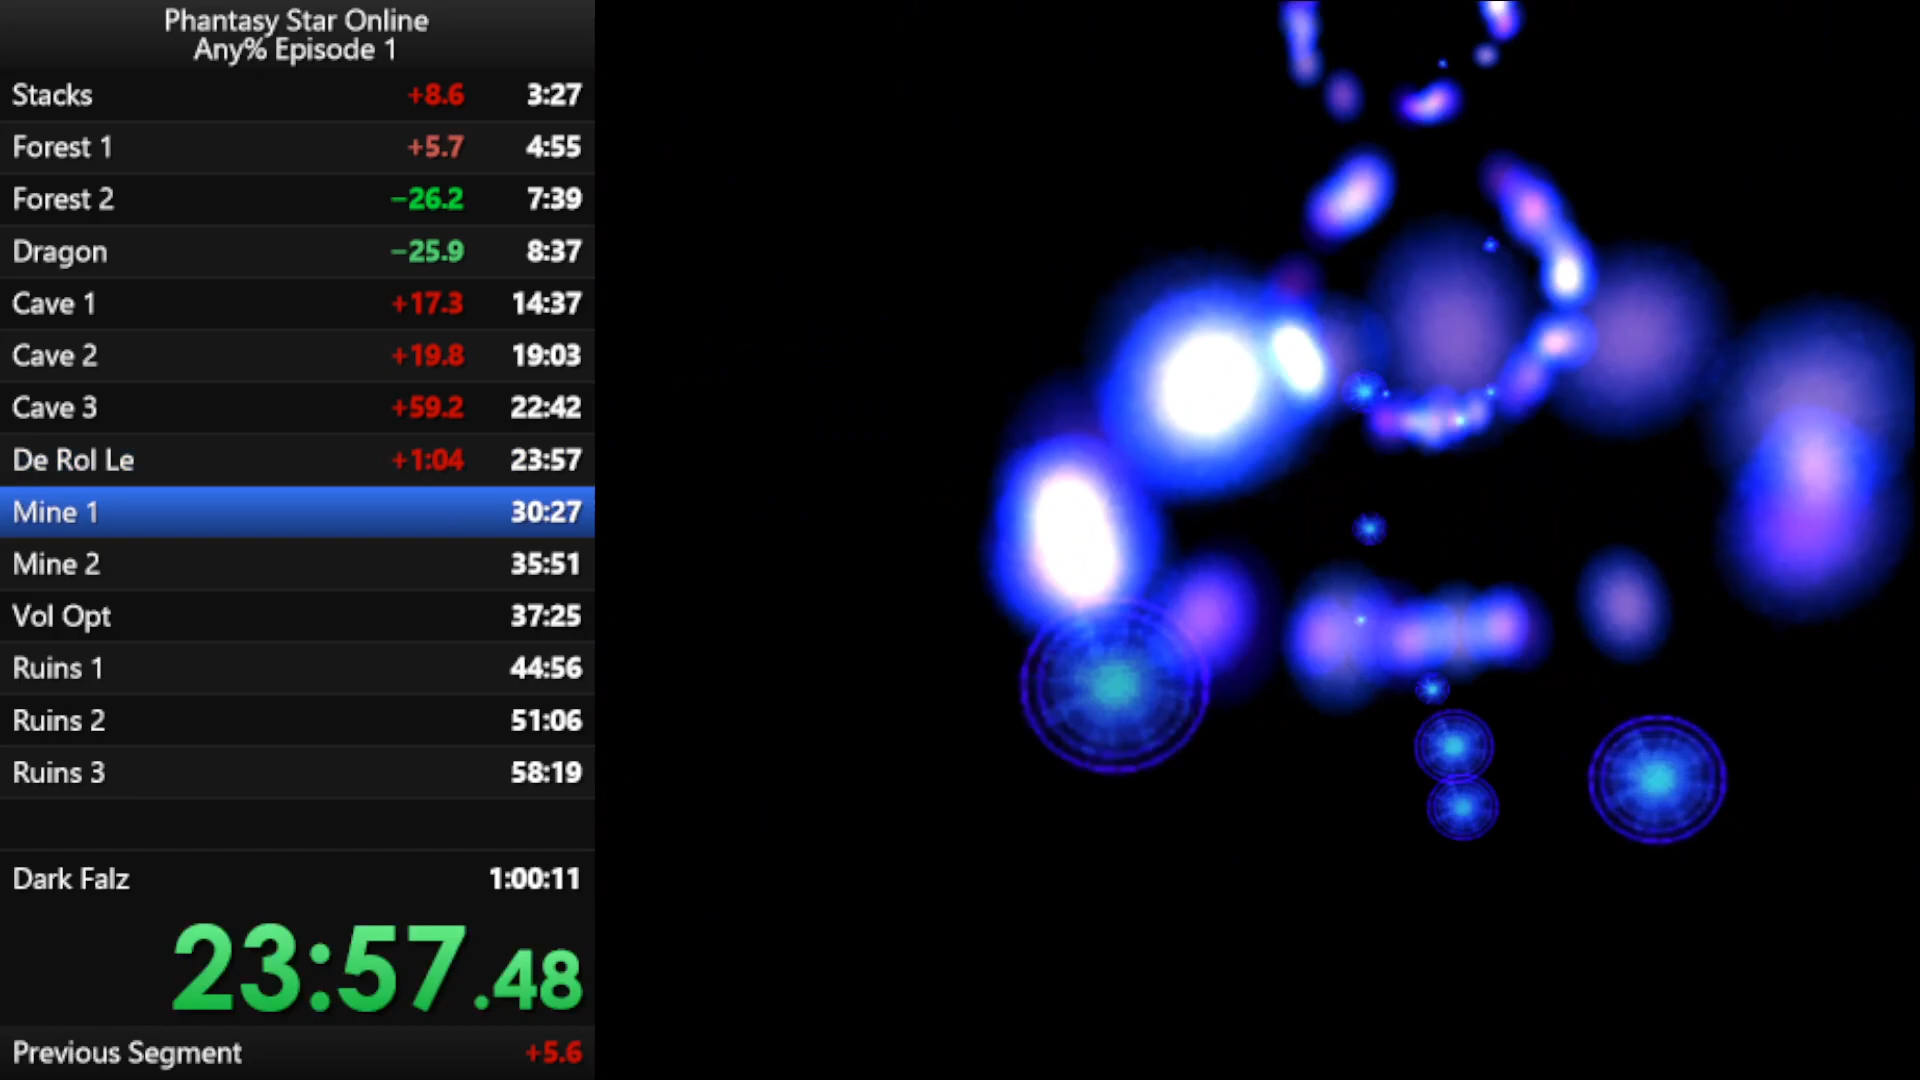 Phantasy Star Online
Any% Episode 1
Stacks +8.6 3:27
Forest 1 +5.7 4:55
Forest 2 −26.2 7:39
Dragon −25.9 8:37
Cave 1 +17.3 14:37
Cave 2 +19.8 19:03
Cave 3 +59.2 22:42
De Rol Le +1:04 23:57
Mine 1 30:27
Mine 2 35:51
Vol Opt 37:25
Ruins 1 44:56
Ruins 2 51:06
Ruins 3 58:19
Dark Falz 1:00:11
23:57.48
Previous Segment +5.6